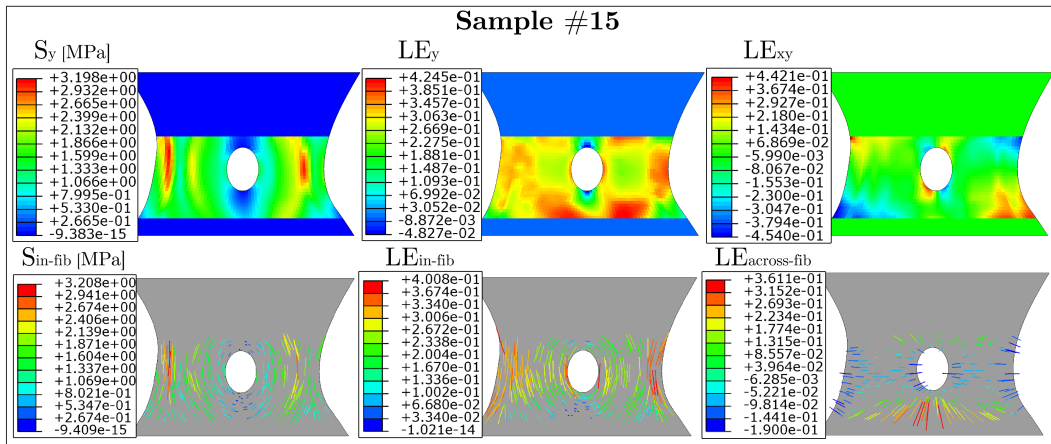 Sample #15
Sy [MPa]
+3.198e+00
+2.932e+00
+2.665e+00
+2.399e+00
+2.132e+00
+1.866e+00
+1.599e+00
+1.333e+00
+1.066e+00
+7.995e-01
+5.330e-01
+2.665e-01
-9.383e-15
LEy
+4.245e-01
+3.851e-01
+3.457e-01
+3.063e-01
+2.669e-01
+2.275e-01
+1.881e-01
+1.487e-01
+1.093e-01
+6.992e-02
+3.052e-02
-8.872e-03
-4.827e-02
LExy
+4.421e-01
+3.674e-01
+2.927e-01
+2.180e-01
+1.434e-01
+6.869e-02
-5.990e-03
-8.067e-02
-1.553e-01
-2.300e-01
-3.047e-01
-3.794e-01
-4.540e-01
Sin-fib [MPa]
+3.208e+00
+2.941e+00
+2.674e+00
+2.406e+00
+2.139e+00
+1.871e+00
+1.604e+00
+1.337e+00
+1.069e+00
+8.021e-01
+5.347e-01
+2.674e-01
-9.409e-15
LEin-fib
+4.008e-01
+3.674e-01
+3.340e-01
+3.006e-01
+2.672e-01
+2.338e-01
+2.004e-01
+1.670e-01
+1.336e-01
+1.002e-01
+6.680e-02
+3.340e-02
-1.021e-14
LEacross-fib
+3.611e-01
+3.152e-01
+2.693e-01
+2.234e-01
+1.774e-01
+1.315e-01
+8.557e-02
+3.964e-02
-6.285e-03
-5.221e-02
-9.814e-02
-1.441e-01
-1.900e-01